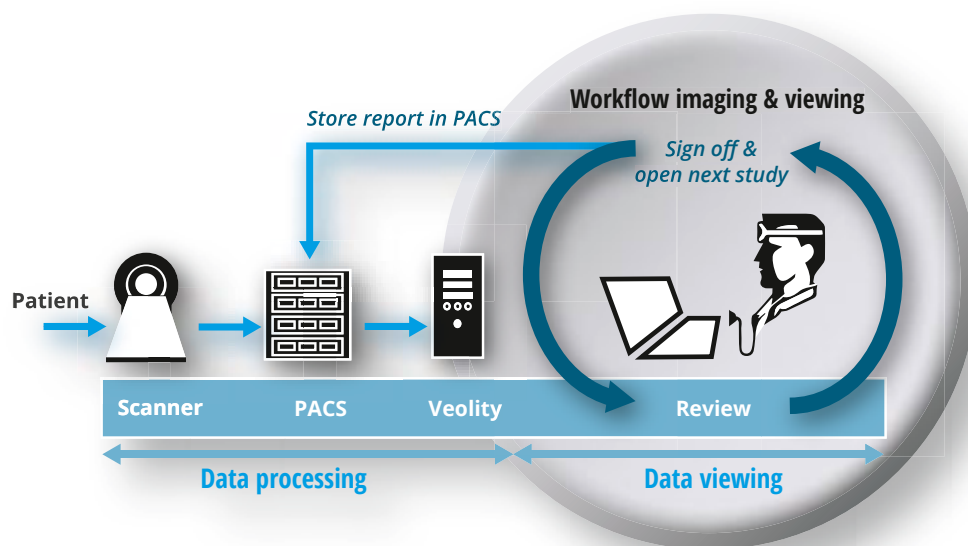 Workflow imaging & viewing
Store report in PACS
Sign off &
open next study
Patient
Scanner
PACS
Veolity
Review
Data processing
Data viewing